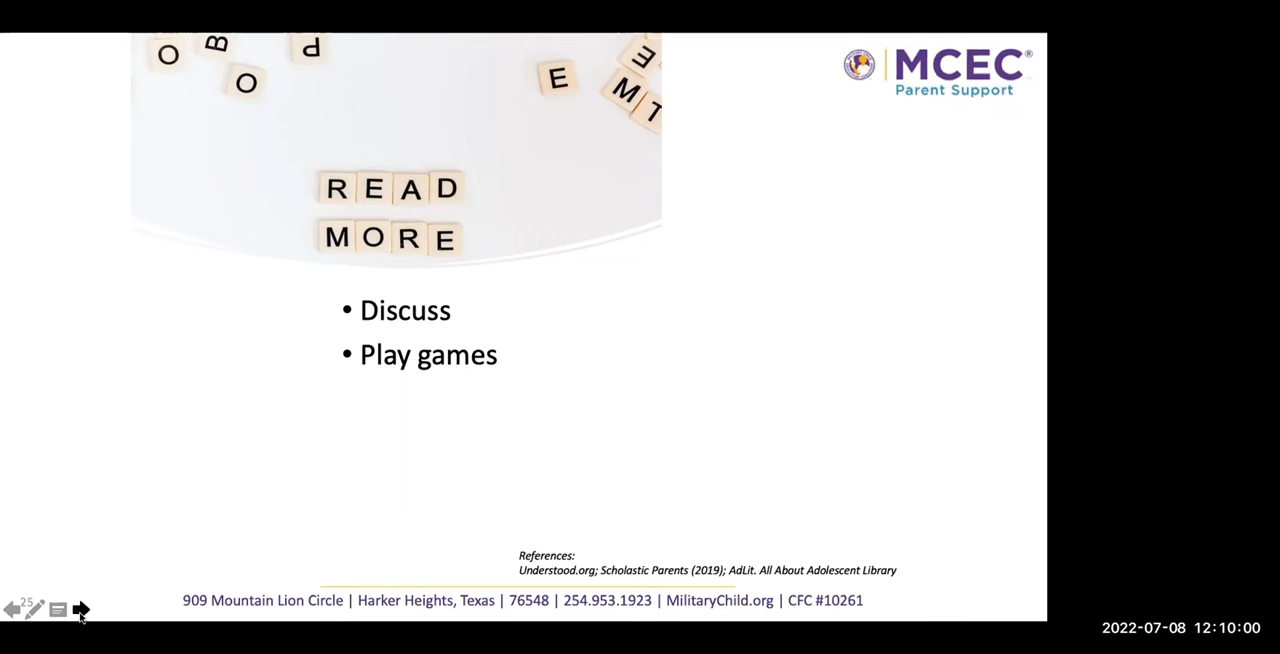 O B P
O
E E
M
T
MCEC®
Parent Support
READ
MORE
• Discuss
• Play games
References:
Understood.org; Scholastic Parents (2019); AdLit. All About Adolescent Library
25
909 Mountain Lion Circle | Harker Heights, Texas | 76548 | 254.953.1923 | MilitaryChild.org | CFC #10261
2022-07-08 12:10:00